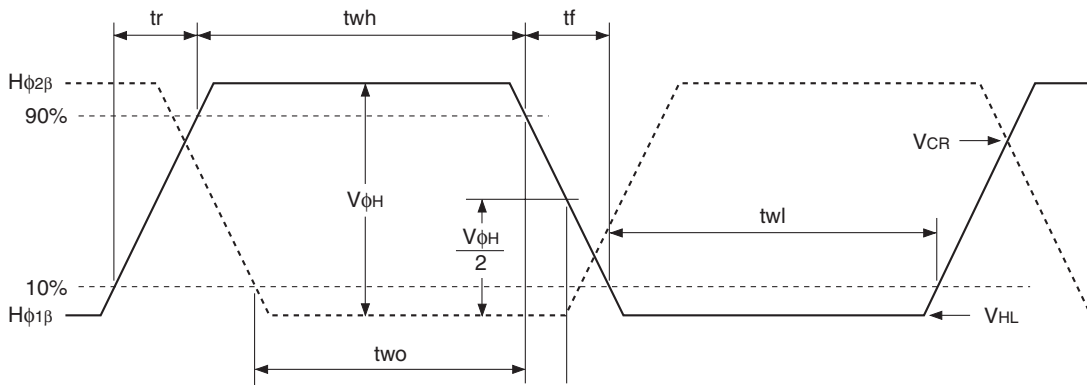 tr
twh
tf
Hϕ2β
90%
VCR
VϕH
VϕH
2
twl
10%
Hϕ1β
VHL
two